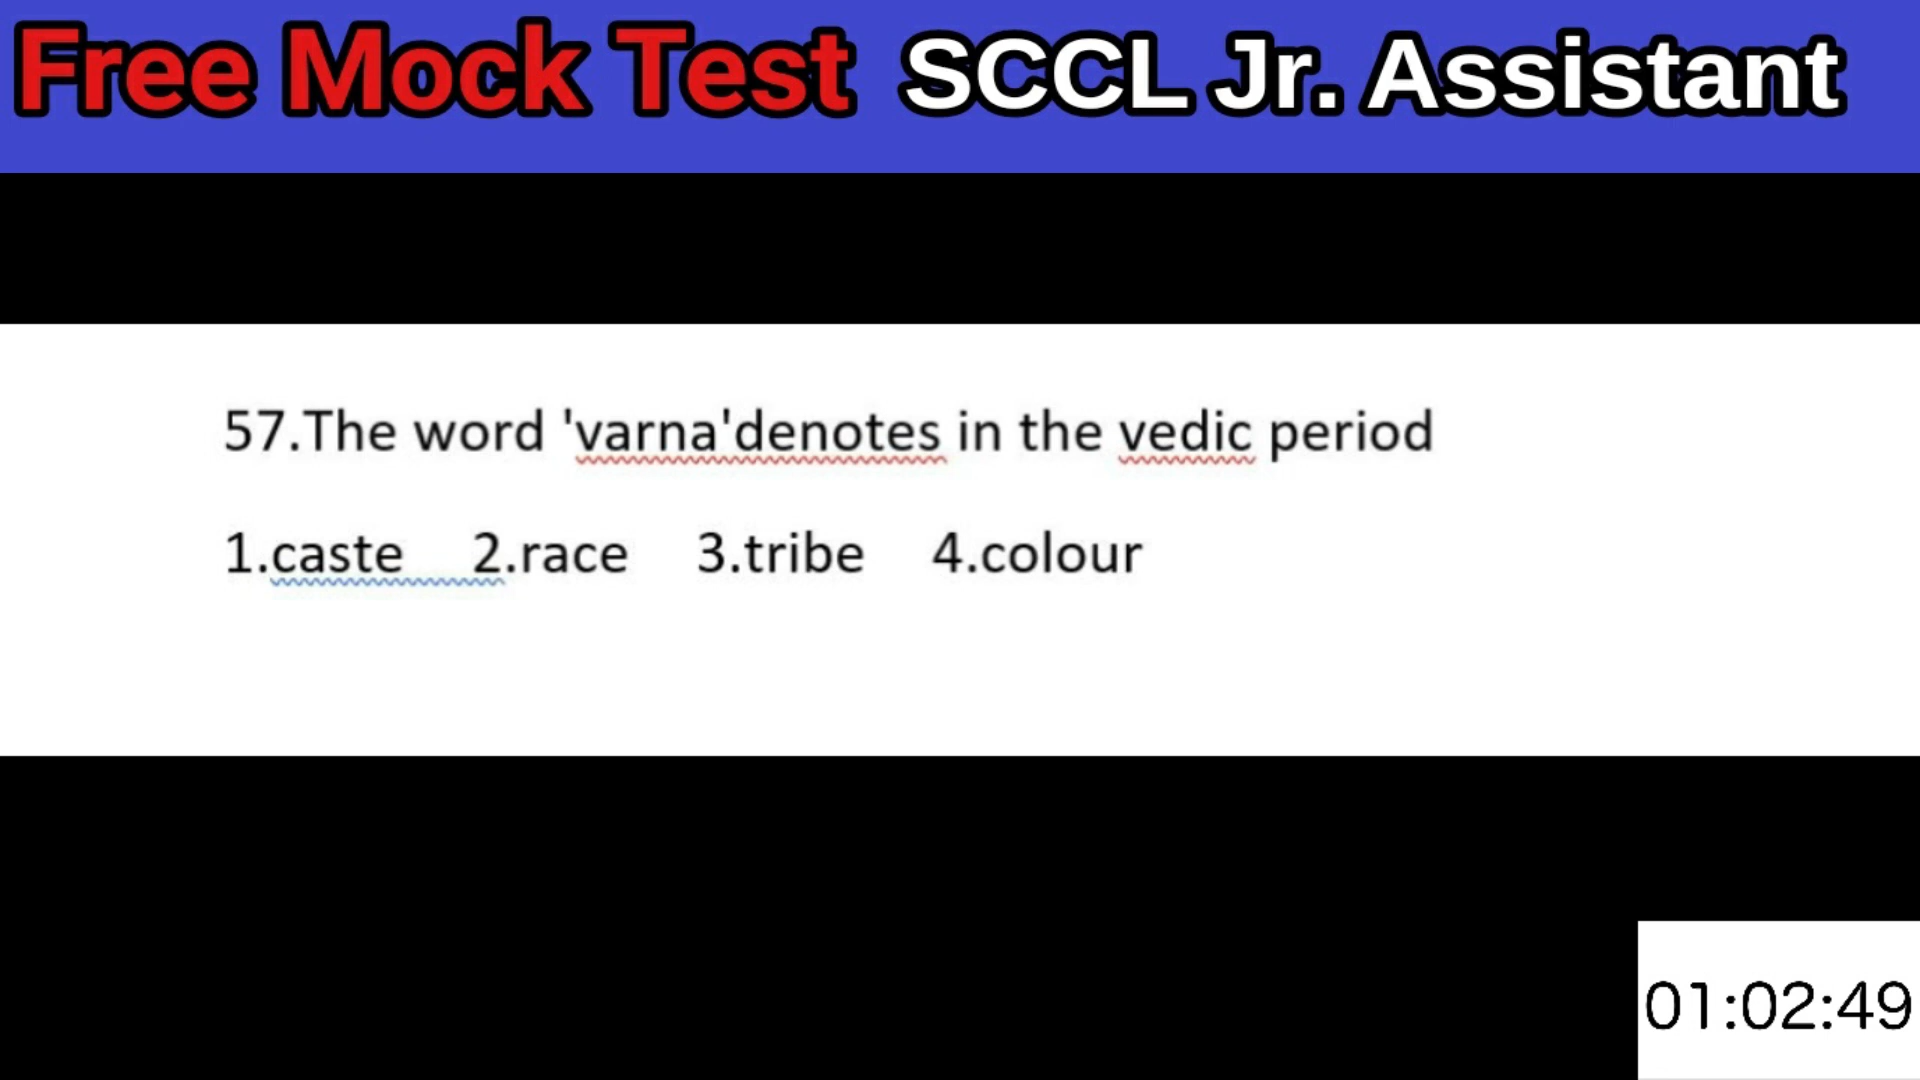 Free Mock Test SCCL Jr. Assistant
57.The word 'varna'denotes in the vedic period
1.caste 2.race 3.tribe 4.colour
01:02:49